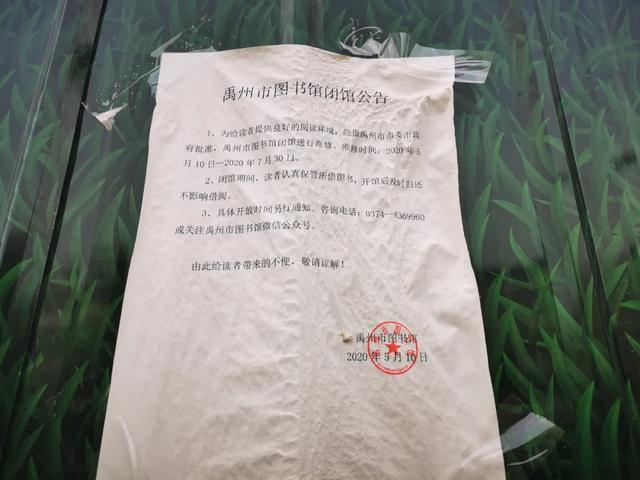 禹州市图书馆闭馆公告
1、为给读者提供良好的阅读环境，经报禹州市市委市政
府批准，禹州市图书馆闭馆进行维修、维修时间：2020年5
月10日—2020年7月30日。
2、闭馆期间、读者认真保管所借图书，开馆后及时归还
不影响借阅。
3、具体开放时间另行通知、咨询电话：0374—8369960
或关注禹州市图书馆微信公众号。
由此给读者带来的不便，敬请谅解！
禹州市图书馆
2020年5月10日